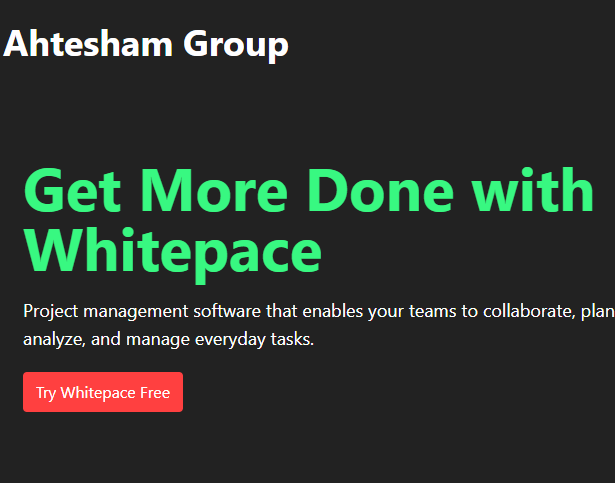 Ahtesham Group
Get More Done with
Whitepace
Project management software that enables your teams to collaborate, plan
analyze, and manage everyday tasks.
Try Whitepace Free